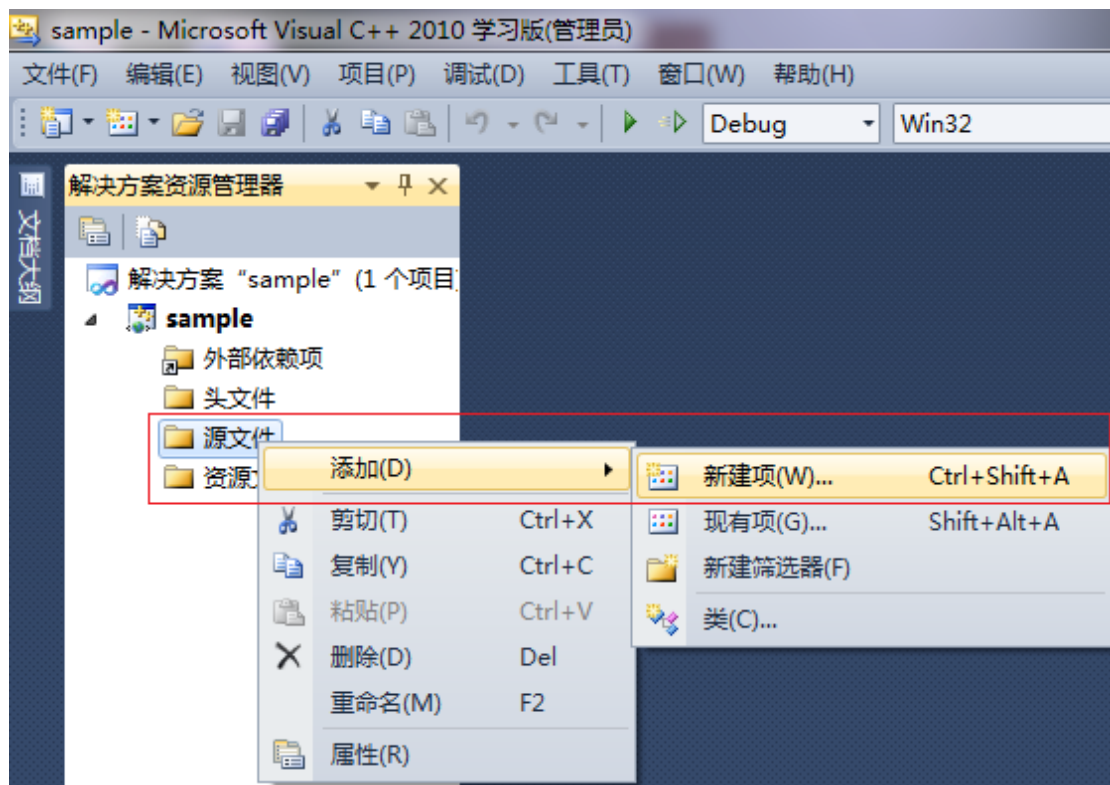 sample - Microsoft Visual C++ 2010 学习版(管理员)
文件(F) 编辑(E) 视图(V) 项目(P) 调试(D) 工具(T) 窗口(W) 帮助(H)
Debug Win32
文档大纲
解决方案资源管理器
解决方案“sample”(1 个项目)
sample
外部依赖项
头文件
源文件
资源
添加(D)
剪切(T) Ctrl+X
复制(Y) Ctrl+C
粘贴(P) Ctrl+V
删除(D) Del
重命名(M) F2
属性(R)
新建项(W)... Ctrl+Shift+A
现有项(G)... Shift+Alt+A
新建筛选器(F)
类(C)...